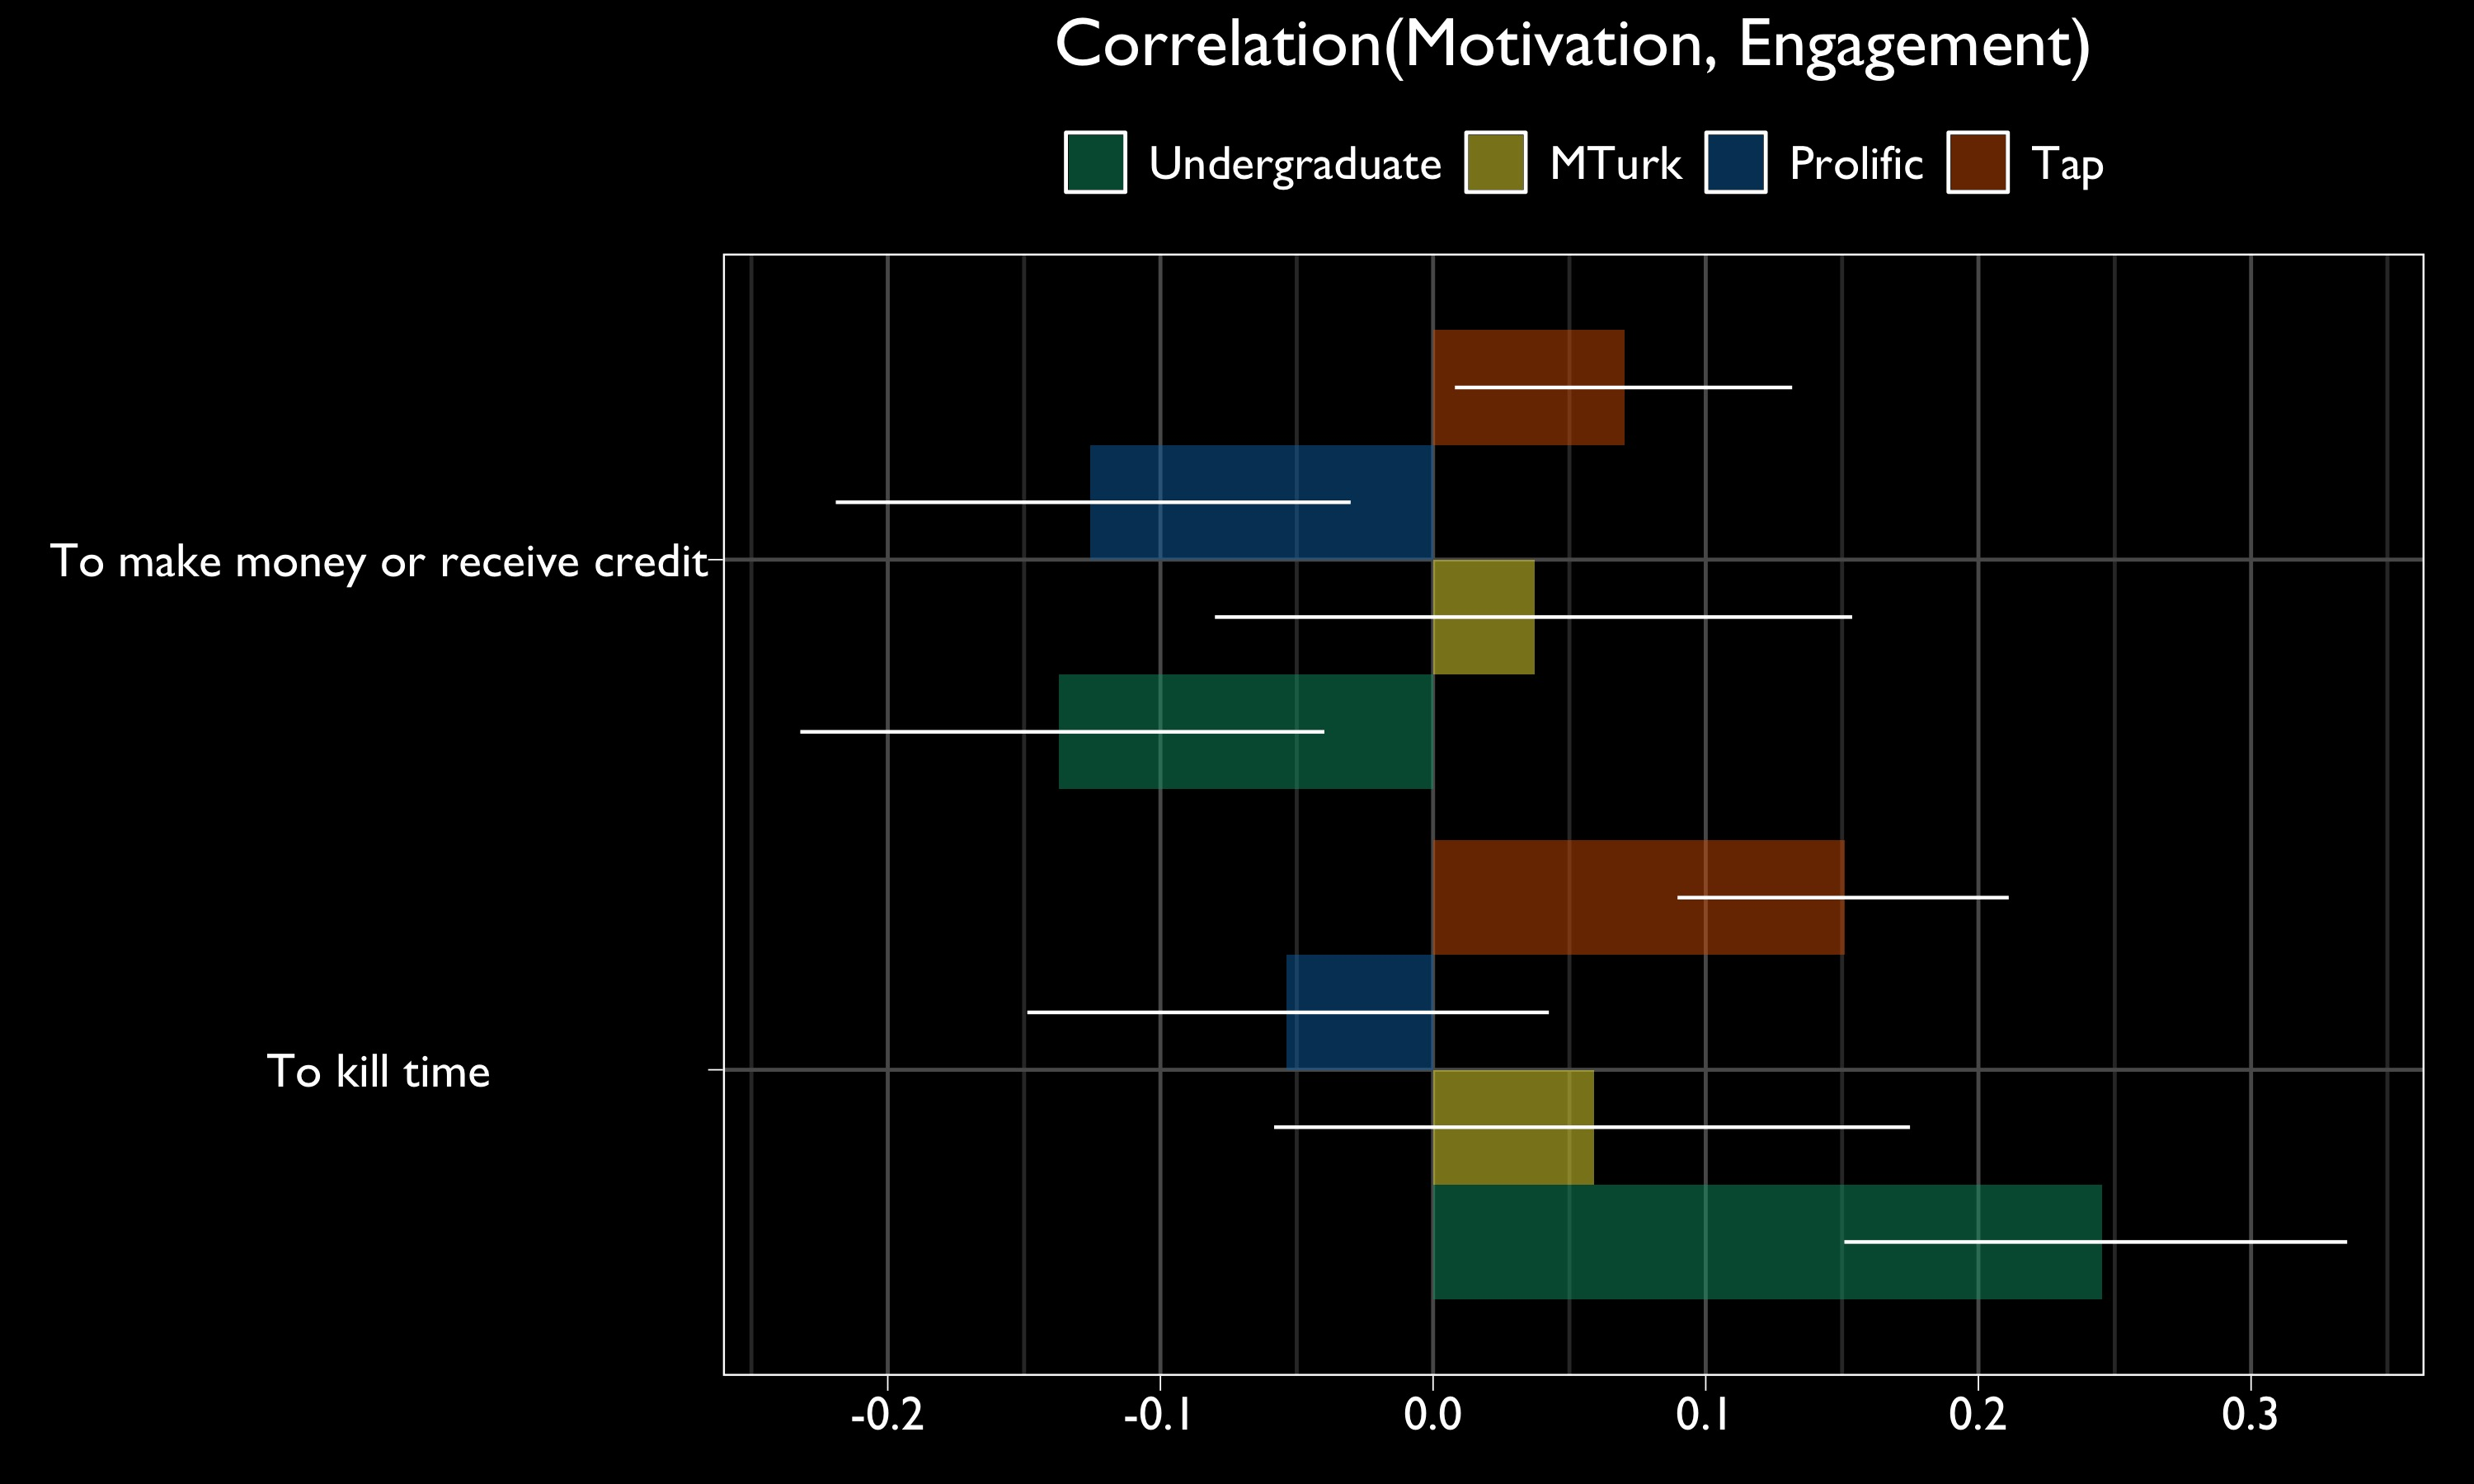 Correlation(Motivation, Engagement)
Undergraduate MTurk Prolific Tap
To make money or receive credit
To kill time
-0.2 -0.1 0.0 0.1 0.2 0.3